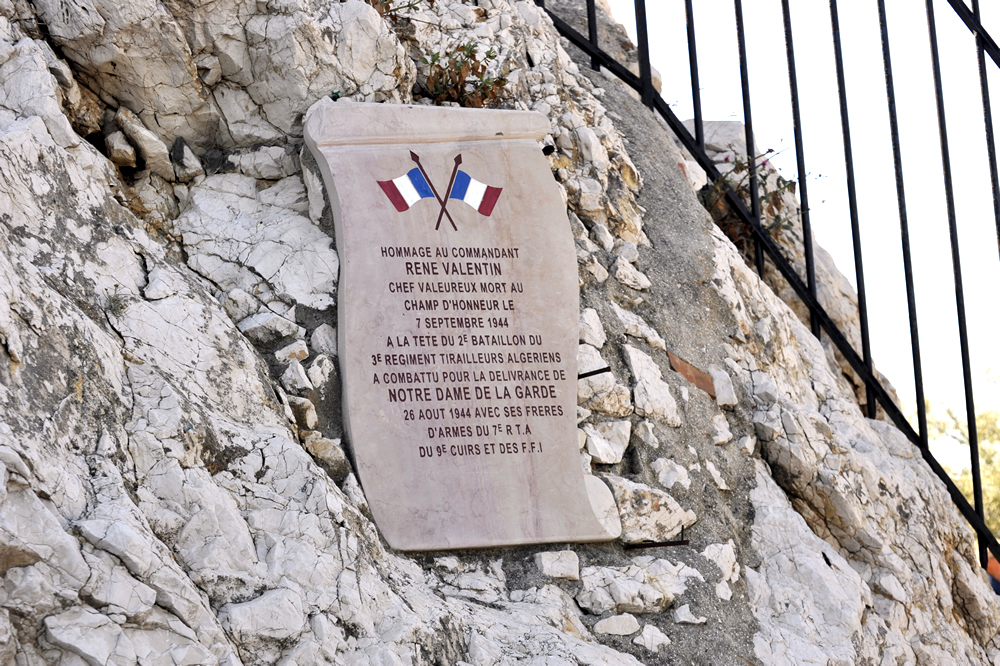 HOMMAGE AU COMMANDANT
RENE VALENTIN
CHEF VALEUREUX MORT AU
CHAMP D'HONNEUR LE
7 SEPTEMBRE 1944
A LA TETE DU 2E BATAILLON DU
3E REGIMENT TIRAILLEURS ALGERIENS
A COMBATTU POUR LA DELIVRANCE DE
NOTRE DAME DE LA GARDE
26 AOUT 1944 AVEC SES FRERES
D'ARMES DU 7E R.T.A
DU 9E CUIRS ET DES F.F.I